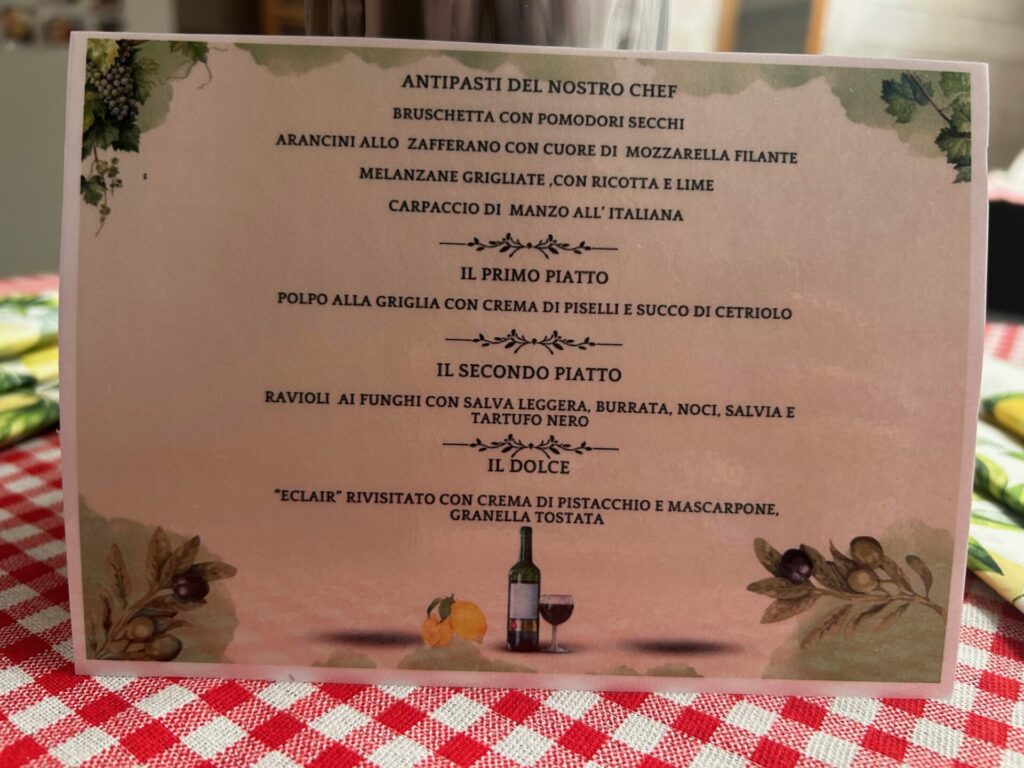 ANTIPASTI DEL NOSTRO CHEF
BRUSCHETTA CON POMODORI SECCHI
ARANCINI ALLO ZAFFERANO CON CUORE DI MOZZARELLA FILANTE
MELANZANE GRIGLIATE ,CON RICOTTA E LIME
CARPACCIO DI MANZO ALL' ITALIANA
IL PRIMO PIATTO
POLPO ALLA GRIGLIA CON CREMA DI PISELLI E SUCCO DI CETRIOLO
IL SECONDO PIATTO
RAVIOLI AI FUNGHI CON SALVA LEGGERA, BURRATA, NOCI, SALVIA E
TARTUFO NERO
IL DOLCE
"ECLAIR" RIVISITATO CON CREMA DI PISTACCHIO E MASCARPONE,
GRANELLA TOSTATA